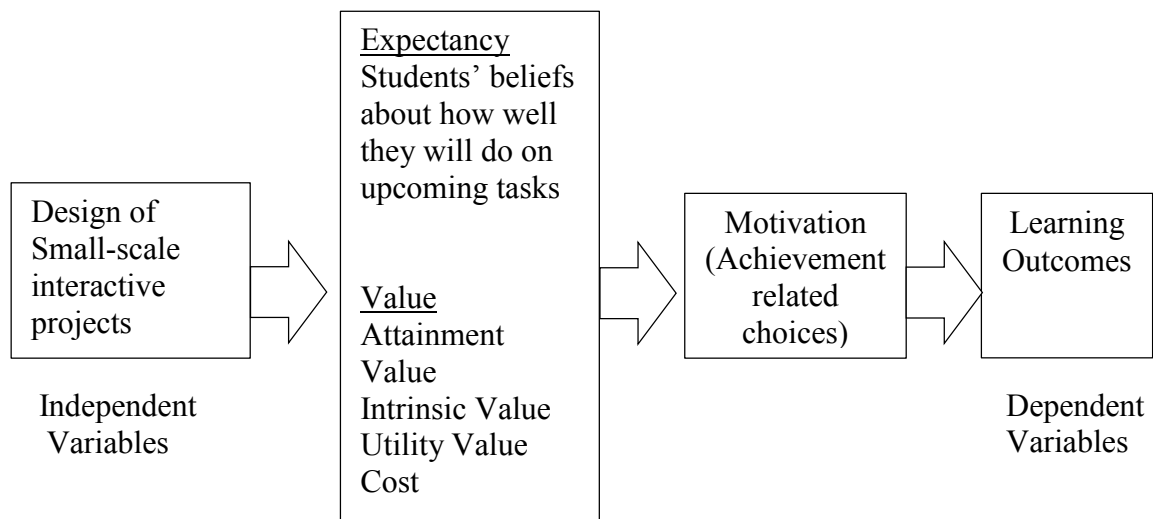 Design of
Small-scale
interactive
projects
Independent
Variables
Expectancy
Students’ beliefs
about how well
they will do on
upcoming tasks
Value
Attainment
Value
Intrinsic Value
Utility Value
Cost
Motivation
(Achievement
related
choices)
Learning
Outcomes
Dependent
Variables